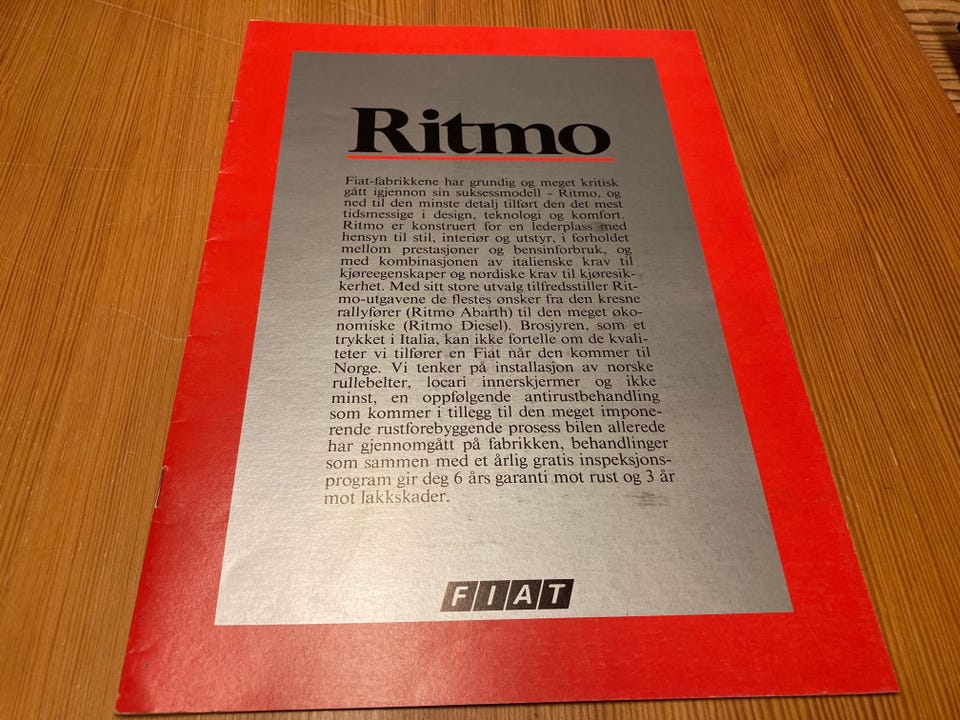 Ritmo
Fiat-fabrikkene har grundig og meget kritisk
gått igjennon sin suksessmodell - Ritmo, og
ned til den minste detalj tilført den det mest
tidsmessige i design, teknologi og komfort.
Ritmo er konstruert for en lederplass med
hensyn til stil, interiør og utstyr, i forholdet
mellom prestasjoner og bensinforbruk, og
med kombinasjonen av italienske krav til
kjøreegenskaper og nordiske krav til kjøresik-
kerhet. Med sitt store utvalg tilfredsstiller Rit-
mo-utgavene de flestes ønsker fra den kresne
rallyfører (Ritmo Abarth) til den meget øko-
nomiske (Ritmo Diesel). Brosjyren, som et
trykket i Italia, kan ikke fortelle om de kvali-
teter vi tilfører en Fiat når den kommer til
Norge. Vi tenker på installasjon av norske
rullebelter, locari innerskjermer og ikke
minst, en oppfølgende antirustbehandling
som kommer i tillegg til den meget impone-
rende rustforebyggende prosess bilen allerede
har gjennomgått på fabrikken, behandlinger
som sammen med et årlig gratis inspeksjons-
program gir deg 6 års garanti mot rust og 3 år
mot lakkskader.
FIAT